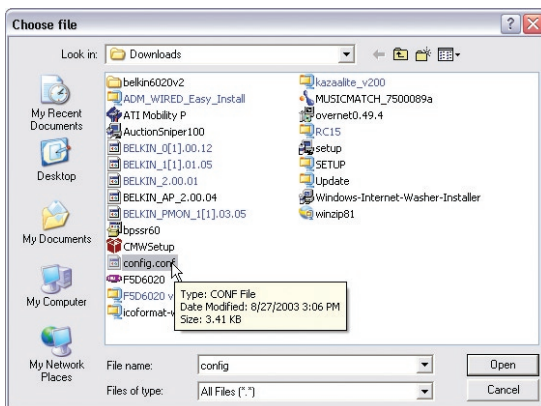 Choose file
Look in:
Downloads
My Recent
Documents
Desktop
My Documents
My Computer
My Network
Places
belkin6020v2
ADM_WIRED_Easy_Install
ATI Mobility P
AuctionSniper100
BELKIN_0[1].00.12
BELKIN_1[1].01.05
BELKIN_2.00.01
BELKIN_AP_2.00.04
BELKIN_PMON_1[1].03.05
bpssr60
CMWSetup
config.conf
F5D6020
F5D6020 v
icoformat-w
kazaalite_v200
MUSICMATCH_7500089a
overnet0.49.4
RC15
setup
SETUP
Update
Windows-Internet-Washer-Installer
winzip81
Type: CONF File
Date Modified: 8/27/2003 3:06 PM
Size: 3.41 KB
File name:
config
Open
Files of type:
All Files (*.*)
Cancel